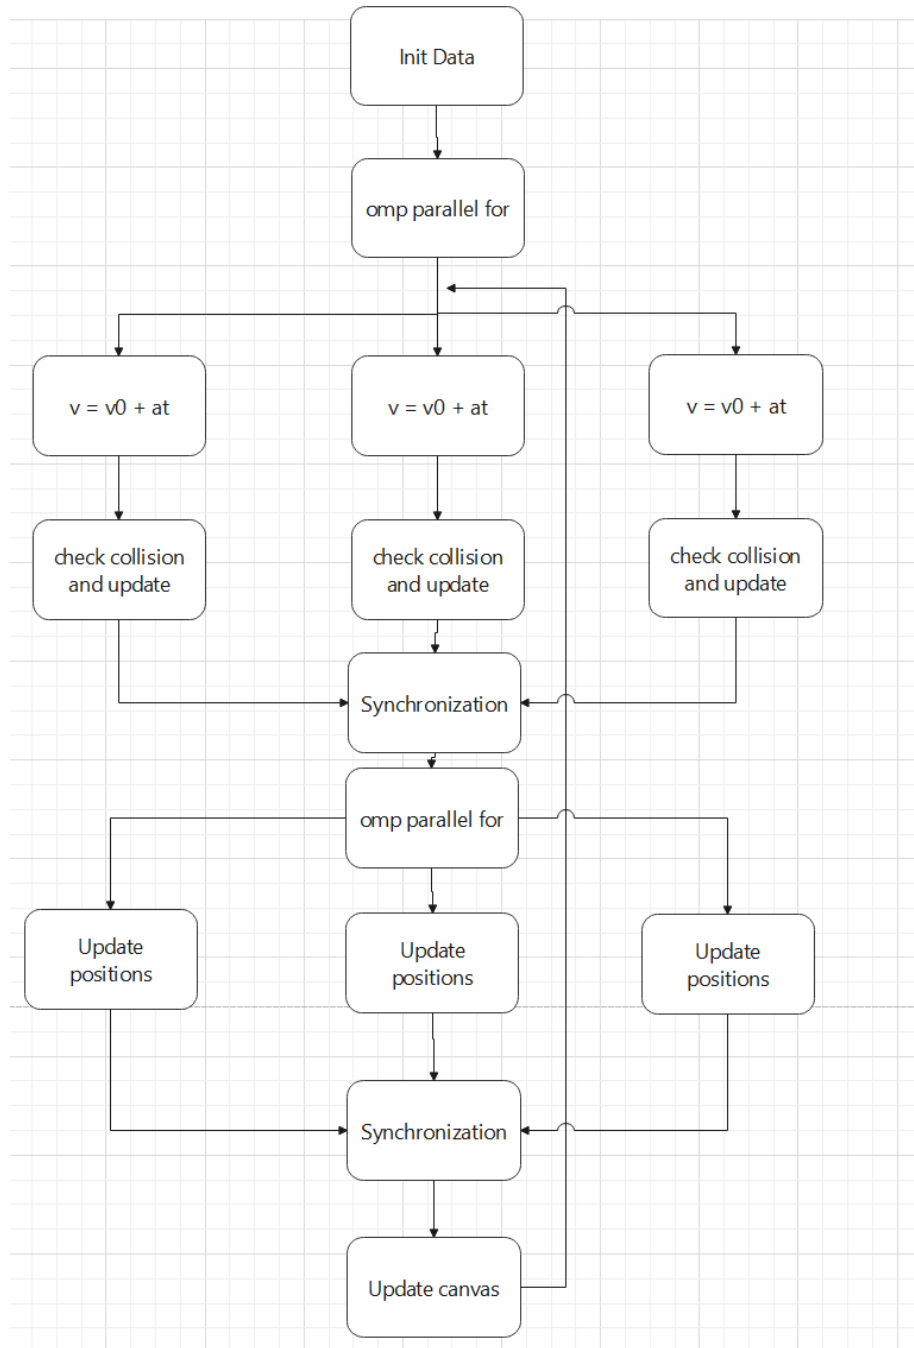 Init Data
omp parallel for
v = v0 + at
v = v0 + at
v = v0 + at
check collision
and update
check collision
and update
check collision
and update
Synchronization
omp parallel for
Update
positions
Update
positions
Update
positions
Synchronization
Update canvas